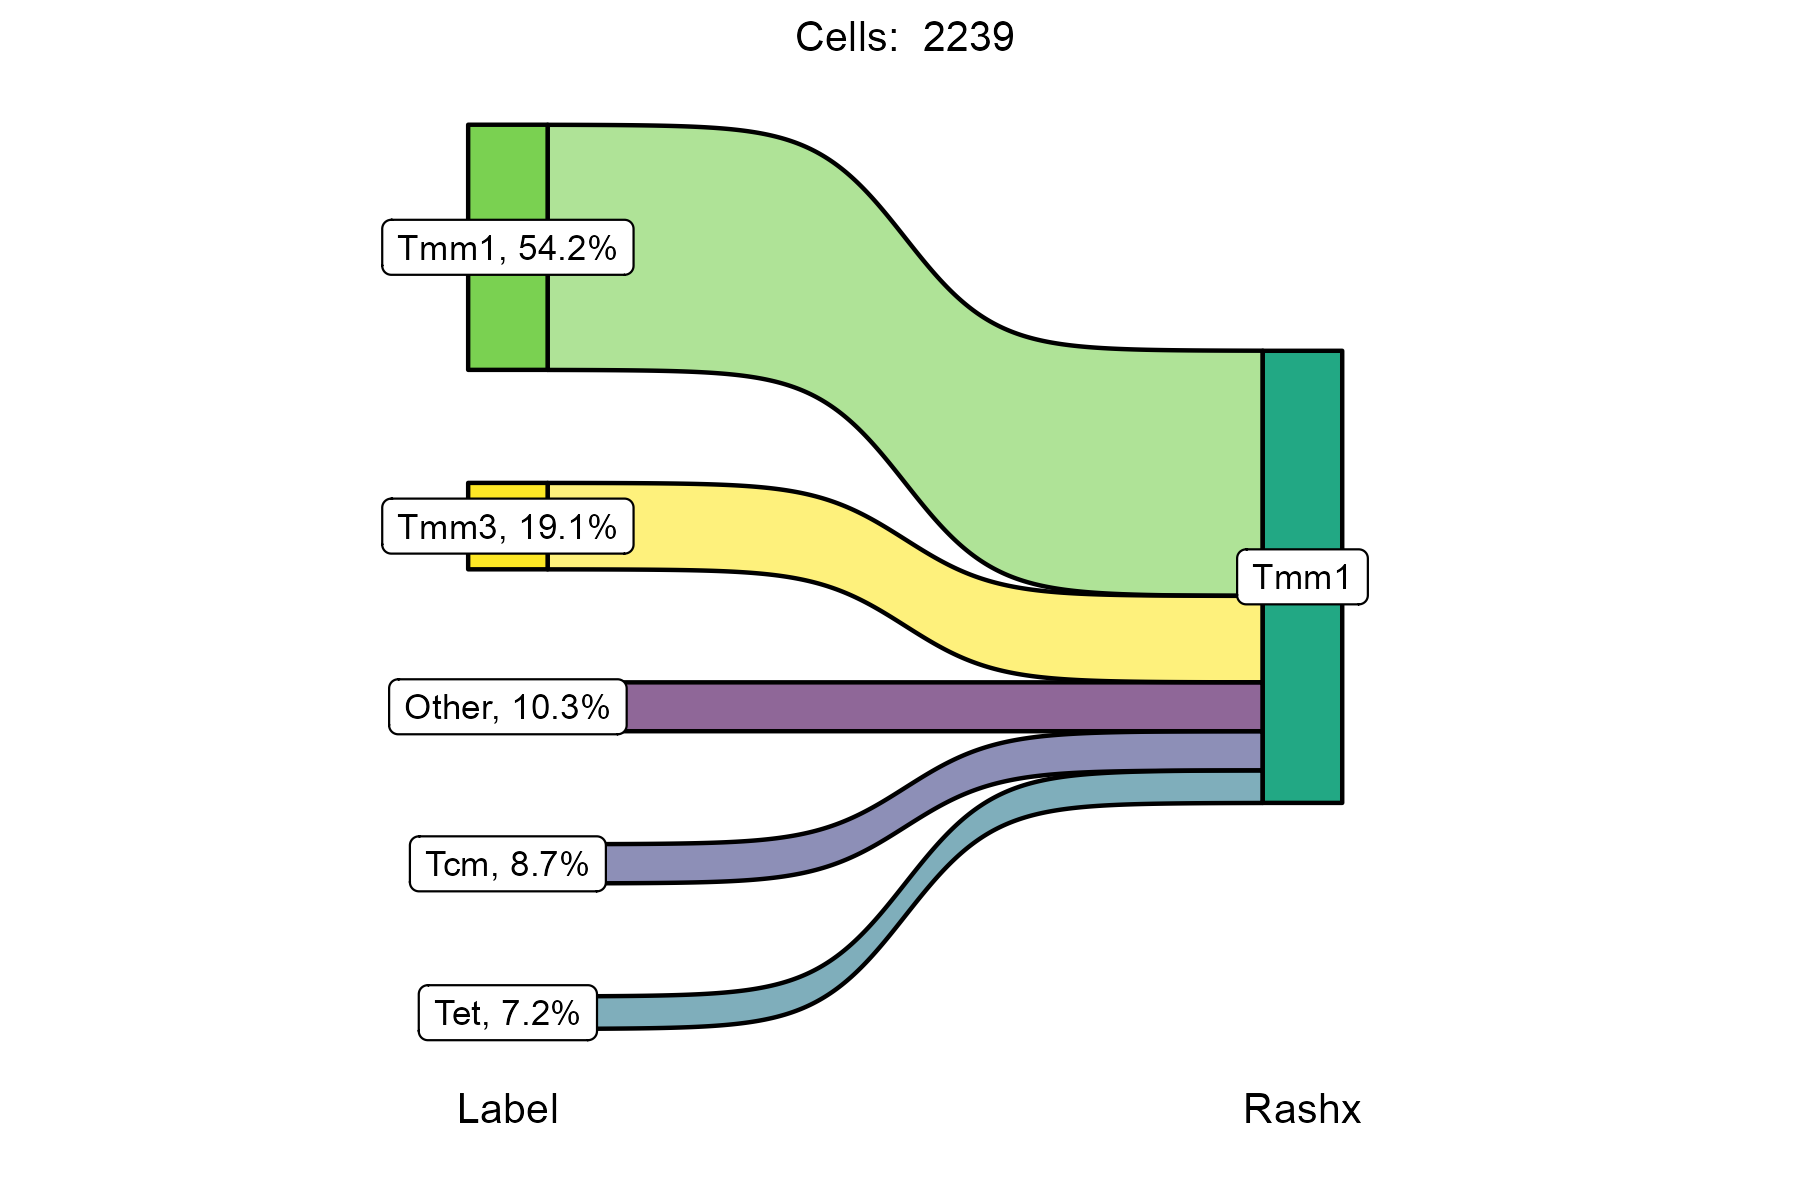 Cells:  2239
Tmm1, 54.2%
Tmm3, 19.1%
Tmm1
Other, 10.3%
Tcm, 8.7%
Tet, 7.2%
Label
Rashx